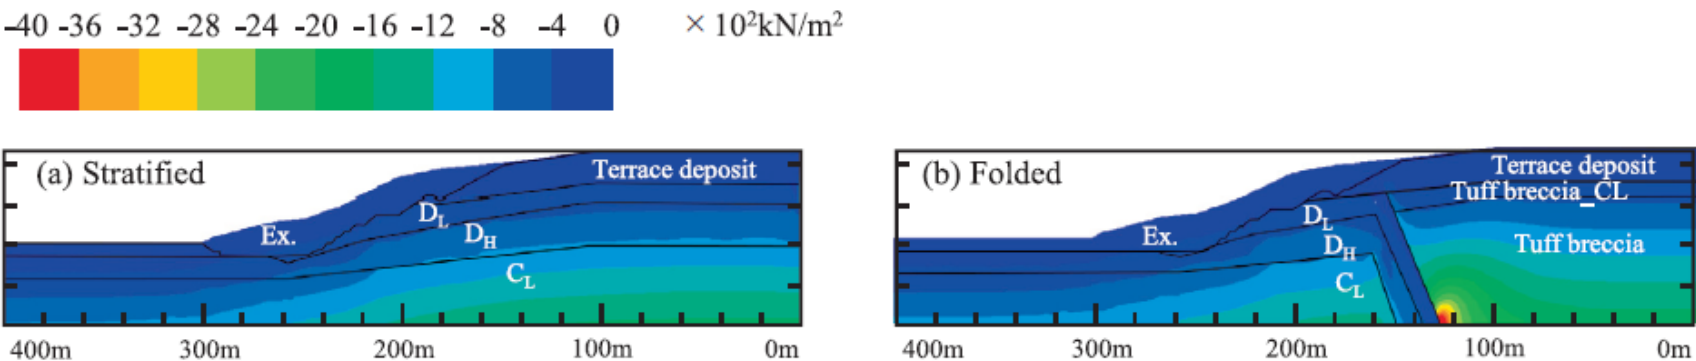 -40 -36 -32 -28 -24 -20 -16 -12 -8 -4 0 × 10²kN/m²
(a) Stratified
Terrace deposit
D_L
Ex.
D_H
C_L
400m 300m 200m 100m 0m
(b) Folded
Terrace deposit
Tuff breccia_CL
D_L
Ex.
D_H
Tuff breccia
C_L
400m 300m 200m 100m 0m